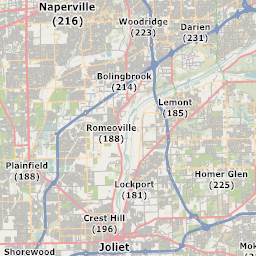 Naperville
(216)
Woodridge
(223)
Darien
(231)
Bolingbrook
(214)
Lemont
(185)
Romeoville
(188)
Plainfield
(188)
Homer Glen
(225)
Lockport
(181)
Crest Hill
(196)
Joliet
Shorewood
Mok